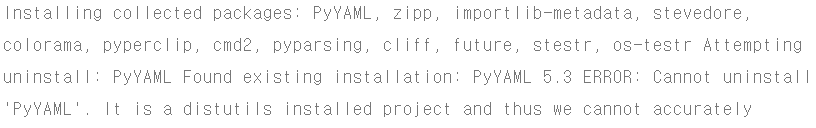 Installing collected packages: PyYAML, zipp, importlib-metadata, stevedore,
colorama, pyperclip, cmd2, pyparsing, cliff, future, stestr, os-testr Attempting
uninstall: PyYAML Found existing installation: PyYAML 5.3 ERROR: Cannot uninstall
'PyYAML'. It is a distutils installed project and thus we cannot accurately